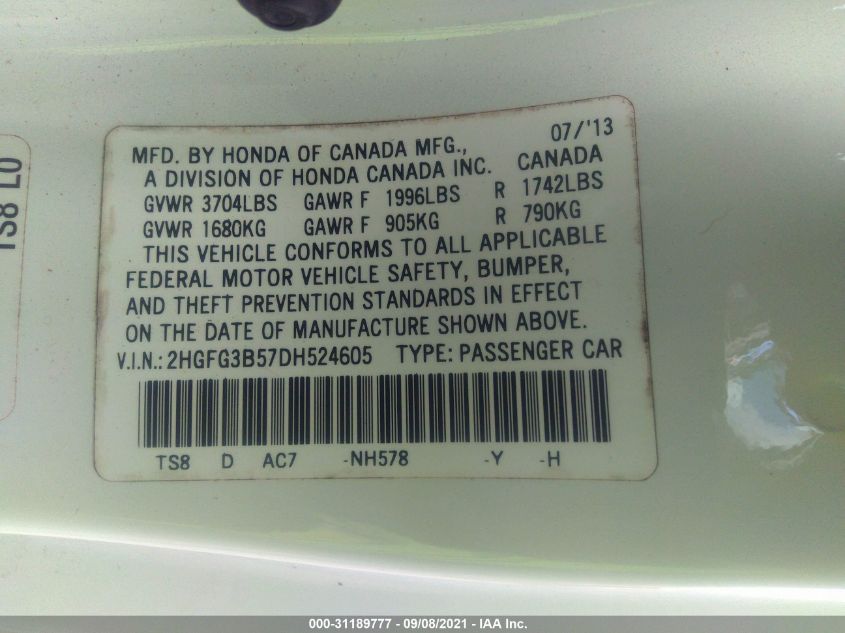 07/'13
MFD. BY HONDA OF CANADA MFG.,
A DIVISION OF HONDA CANADA INC. CANADA
GVWR 3704LBS GAWR F 1996LBS R 1742LBS
GVWR 1680KG GAWR F 905KG R 790KG
THIS VEHICLE CONFORMS TO ALL APPLICABLE
FEDERAL MOTOR VEHICLE SAFETY, BUMPER,
AND THEFT PREVENTION STANDARDS IN EFFECT
ON THE DATE OF MANUFACTURE SHOWN ABOVE.
V.I.N.: 2HGFG3B57DH524605 TYPE: PASSENGER CAR
TS8 D AC7 -NH578 -Y -H
TS8 L0
000-31189777 - 09/08/2021 - IAA Inc.